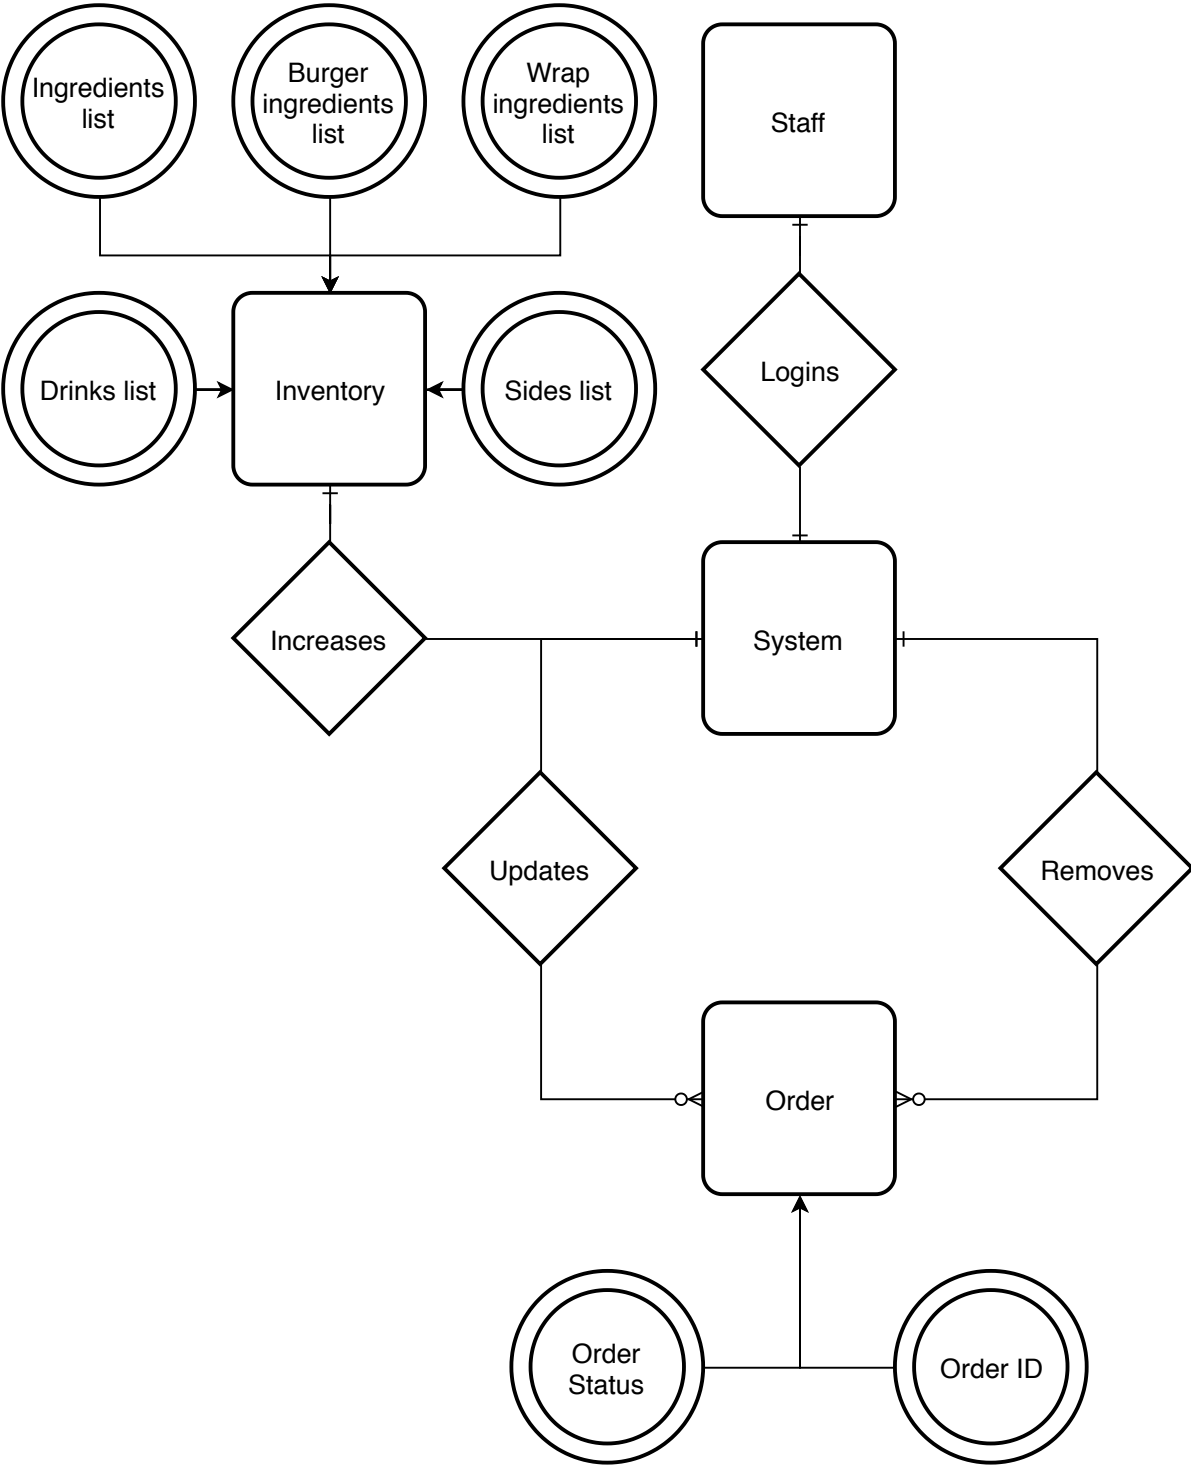 Ingredients
list
Burger
ingredients
list
Wrap
ingredients
list
Staff
Drinks list
Inventory
Sides list
Logins
Increases
System
Updates
Removes
Order
Order
Status
Order ID